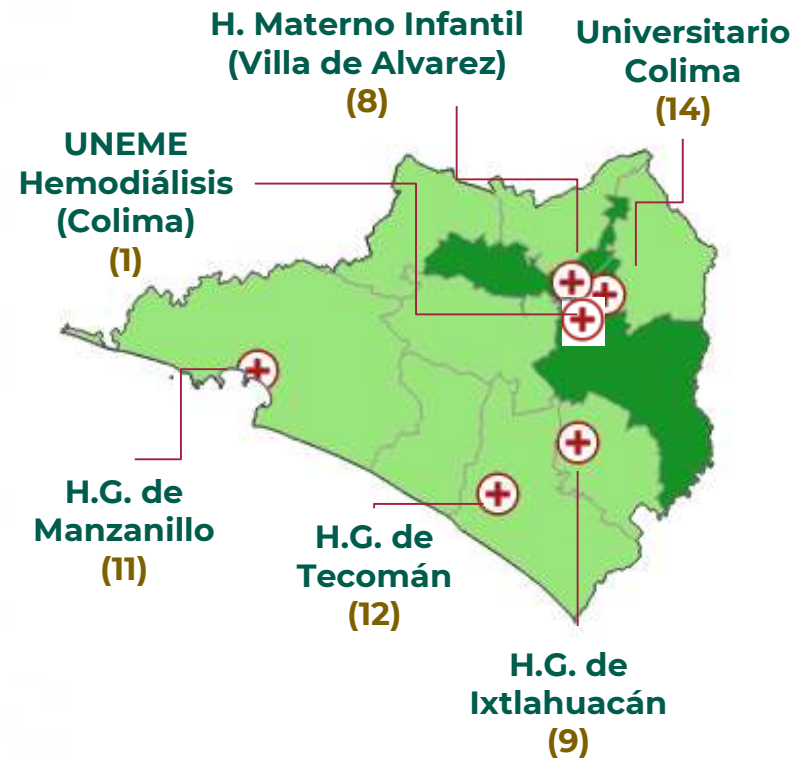 H. Materno Infantil
(Villa de Alvarez)
(8)
Universitario
Colima
(14)
UNEME
Hemodiálisis
(Colima)
(1)
H.G. de
Manzanillo
(11)
H.G. de
Tecomán
(12)
H.G. de
Ixtlahuacán
(9)